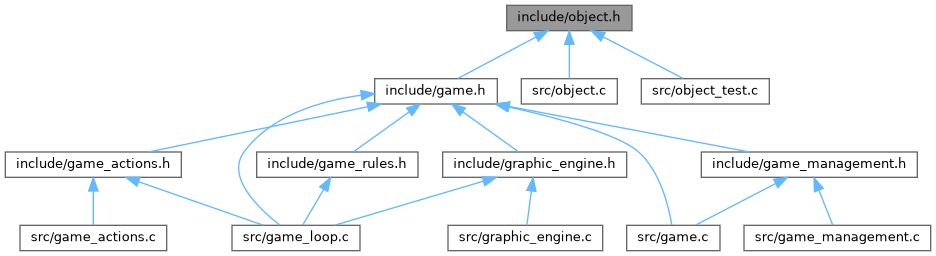 include/object.h
include/game.h
src/object.c
src/object_test.c
include/game_actions.h
include/game_rules.h
include/graphic_engine.h
include/game_management.h
src/game_actions.c
src/game_loop.c
src/graphic_engine.c
src/game.c
src/game_management.c